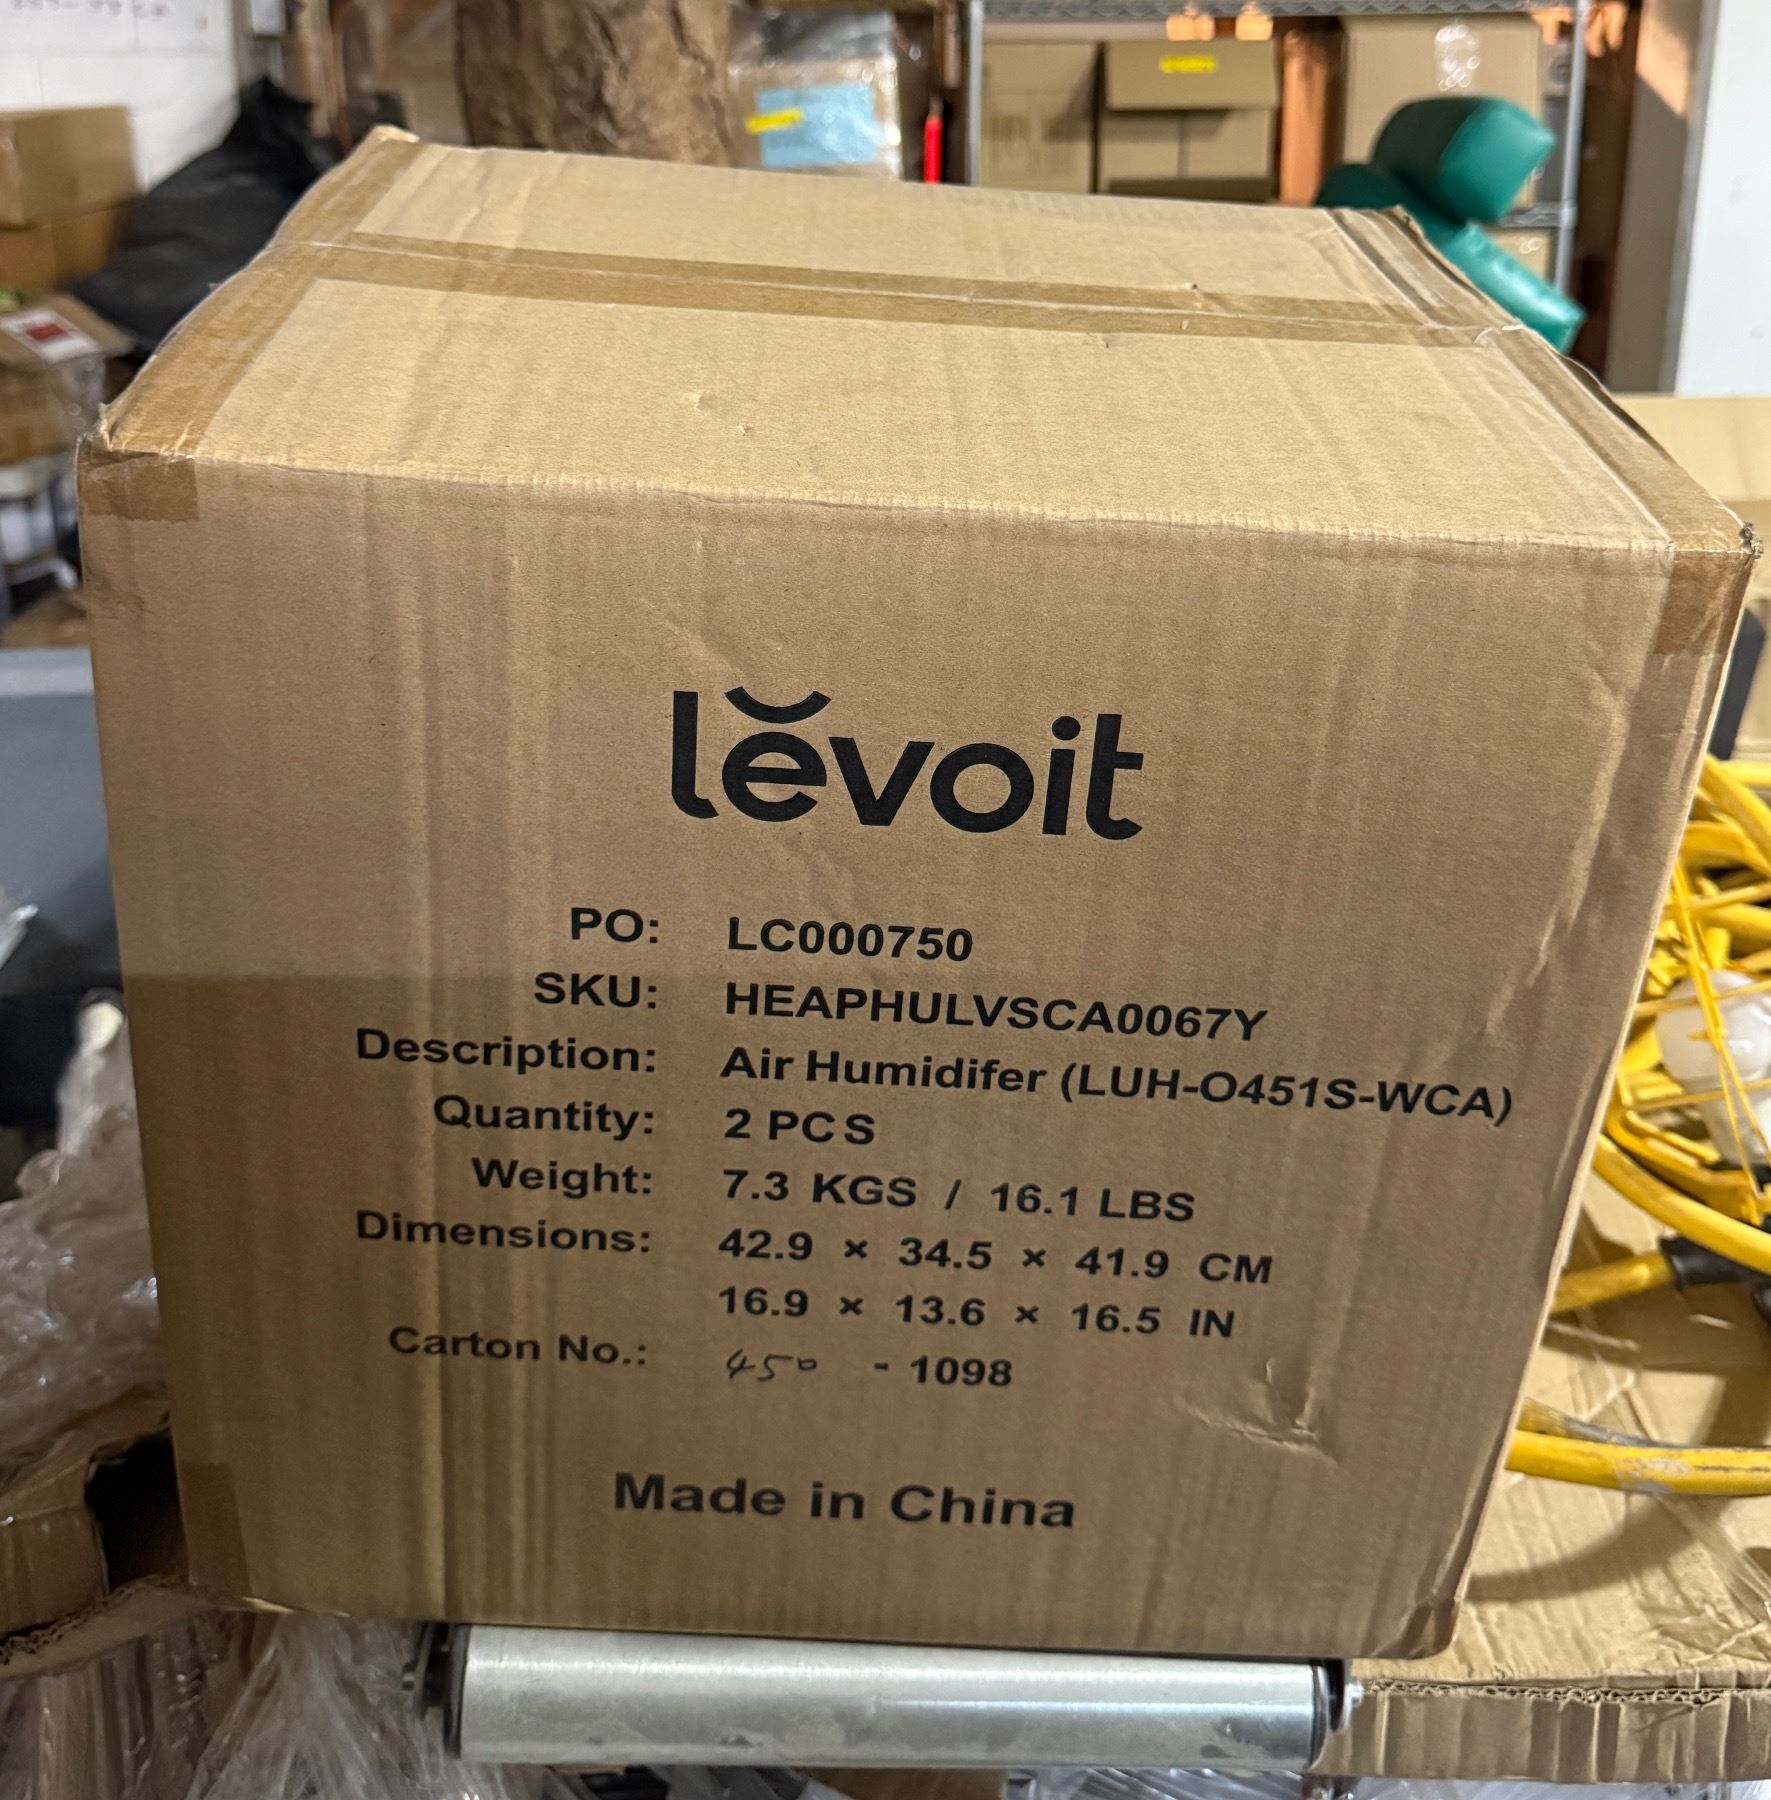 lĕvoit
PO: LC000750
SKU: HEAPHULVSCA0067Y
Description: Air Humidifer (LUH-O451S-WCA)
Quantity: 2 PCS
Weight: 7.3 KGS / 16.1 LBS
Dimensions: 42.9 × 34.5 × 41.9 CM
16.9 × 13.6 × 16.5 IN
Carton No.: 450 - 1098
Made in China